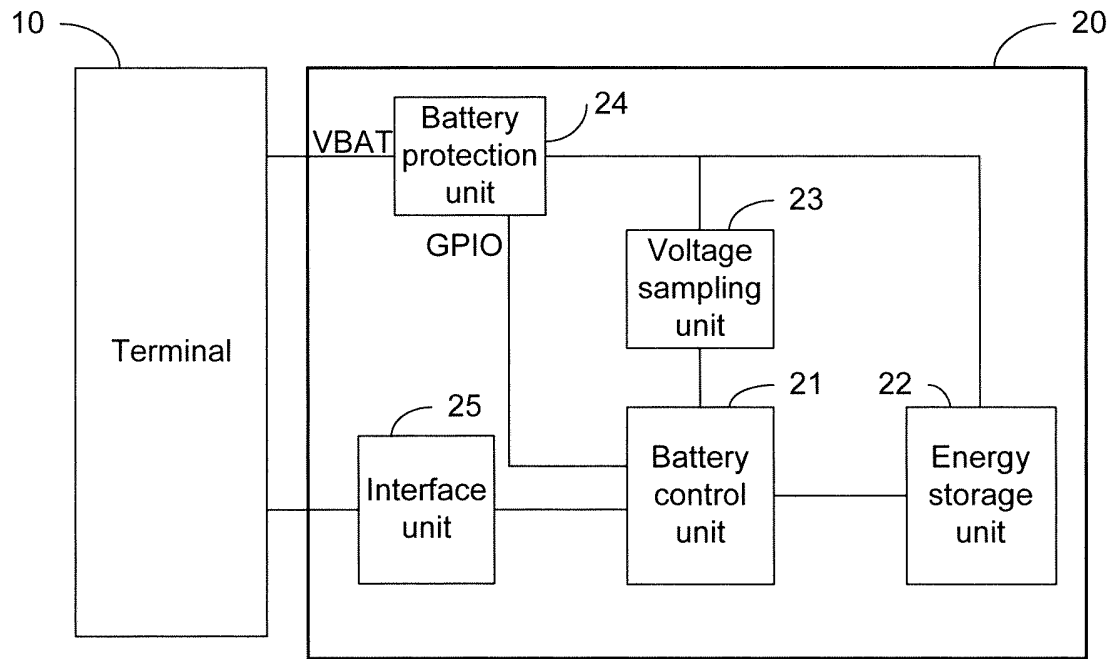 10
20
Battery
protection
unit
24
VBAT
GPIO
23
Voltage
sampling
unit
Terminal
25
21
22
Interface
unit
Battery
control
unit
Energy
storage
unit